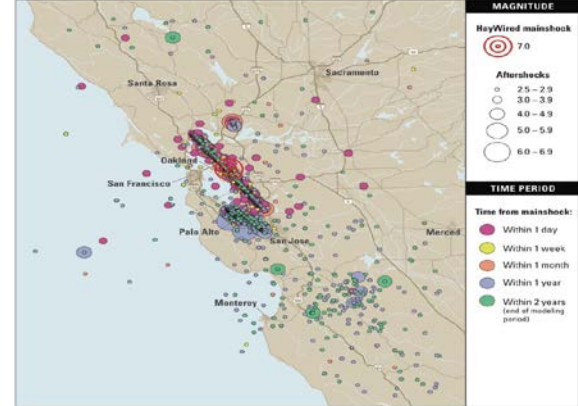 MAGNITUDE
HayWired mainshock
7.0
Aftershocks
2.5 – 2.9
3.0 – 3.9
4.0 – 4.9
5.0 – 5.9
6.0 – 6.9
TIME PERIOD
Time from mainshock:
Within 1 day
Within 1 week
Within 1 month
Within 1 year
Within 2 years
(end of modeling
period)
Santa Rosa
Sacramento
Oakland
San Francisco
Palo Alto
San Jose
Merced
Monterey